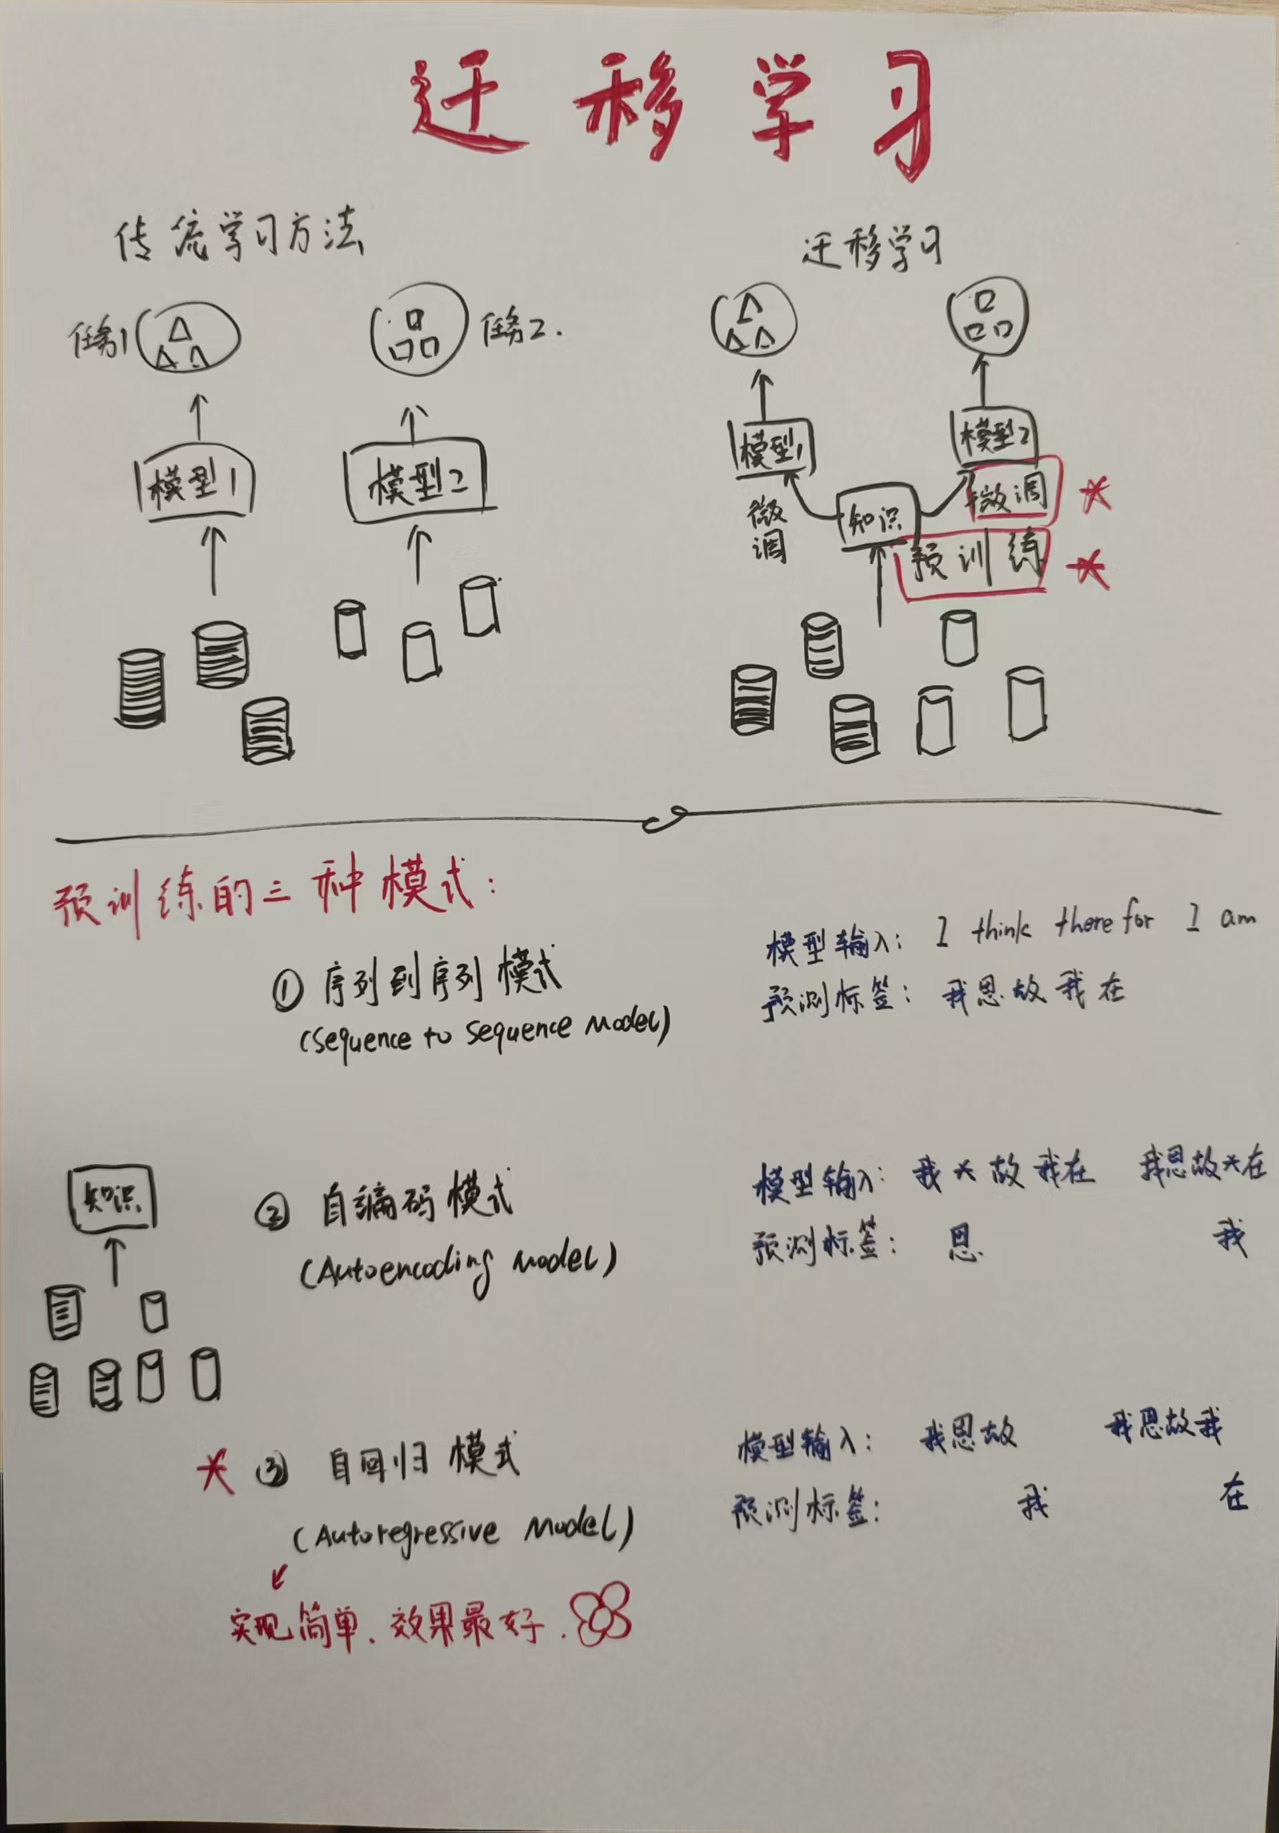 迁移学习
传统学习方法
迁移学习
任务1
任务2.
模型1
模型2
模型1
模型2
微调
知识
微调
预训练
预训练的三种模式:
① 序列到序列模式
(Sequence to Sequence Model)
模型输入: I think therefor I am
预测标签: 我思故我在
知识
② 自编码模式
(Autoencoding Model)
模型输入: 我*故我在 我思故*在
预测标签: 思 我
③ 自回归模式
(Autoregressive Model)
模型输入: 我思故 我思故我
预测标签: 我 在
实现简单、效果最好.